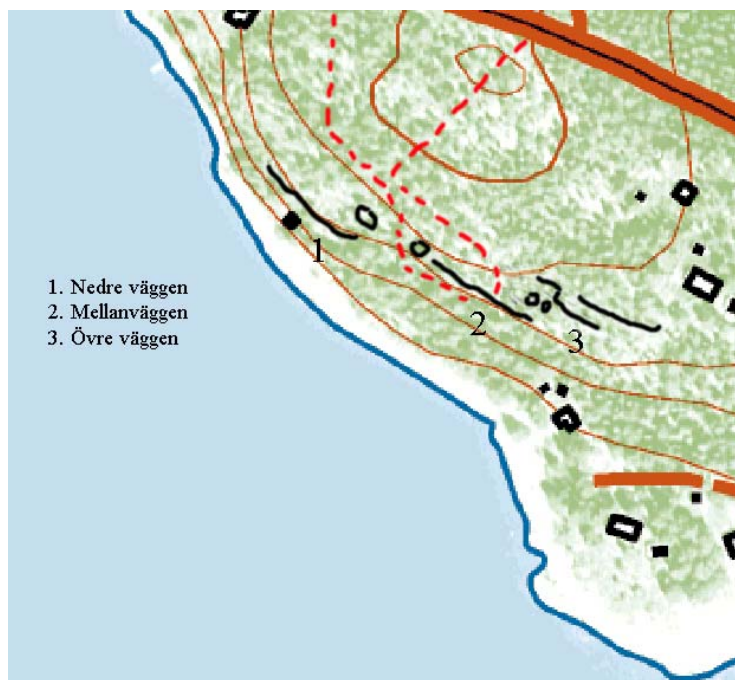 1
1. Nedre väggen
2. Mellanväggen
3. Övre väggen
2
3